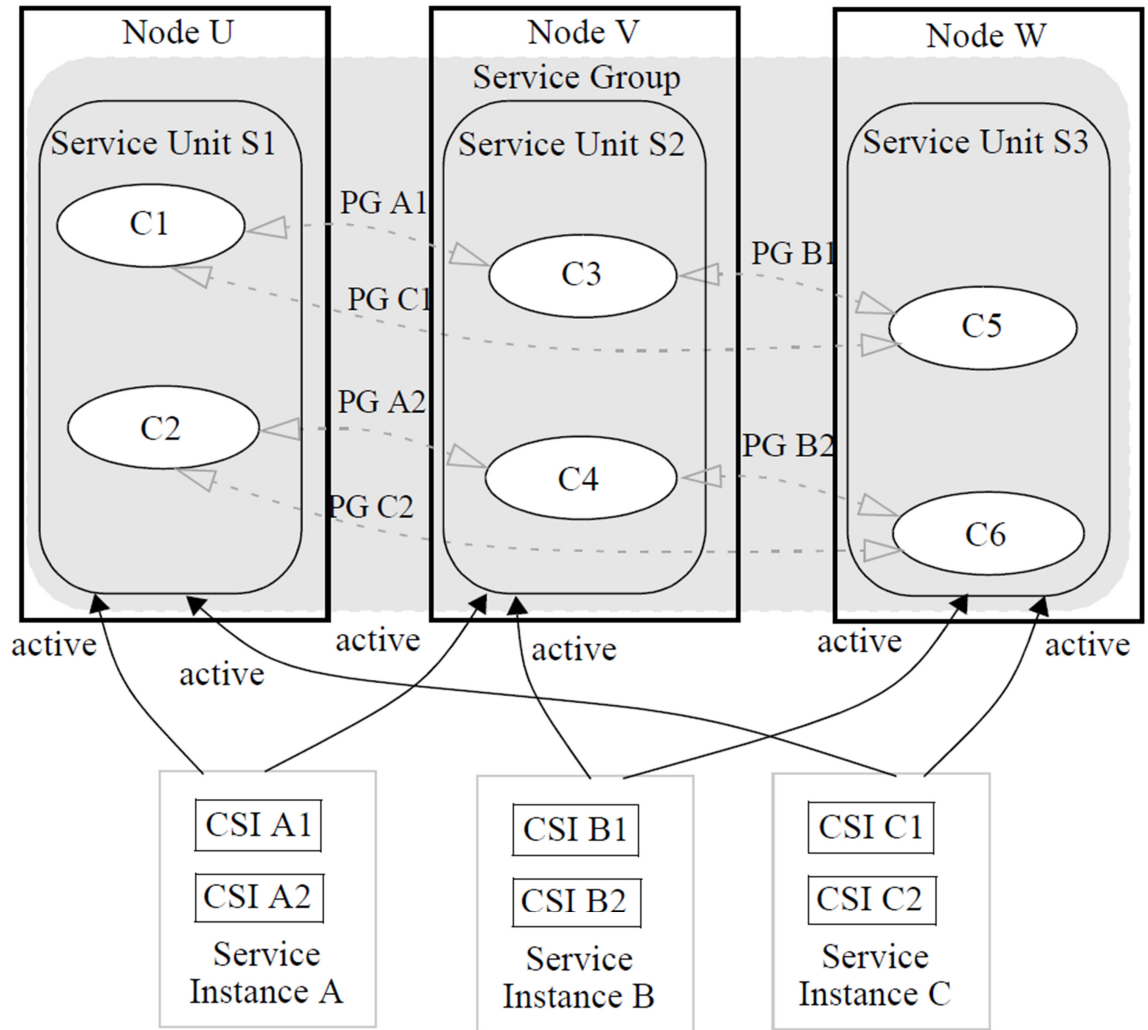 Node U
Node V
Node W
Service Group
Service Unit S1
Service Unit S2
Service Unit S3
C1
PG A1
C3
PG B1
PG C1
C5
C2
PG A2
C4
PG B2
PG C2
C6
active
active
active
active
active
active
CSI A1
CSI A2
Service
Instance A
CSI B1
CSI B2
Service
Instance B
CSI C1
CSI C2
Service
Instance C